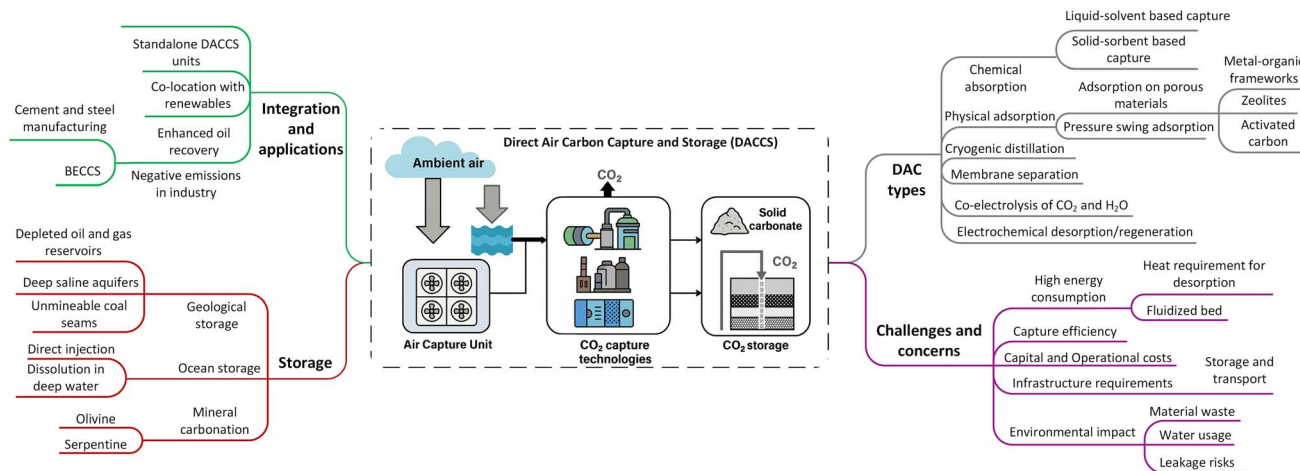 Standalone DACCS
units
Co-location with
renewables
Enhanced oil
recovery
Negative emissions
in industry
Cement and steel
manufacturing
BECCS
Integration
and
applications
Depleted oil and gas
reservoirs
Deep saline aquifers
Unmineable coal
seams
Geological
storage
Direct injection
Dissolution in
deep water
Ocean storage
Olivine
Serpentine
Mineral
carbonation
Storage
Direct Air Carbon Capture and Storage (DACCS)
Ambient air
CO₂
Solid
carbonate
CO₂
Air Capture Unit
CO₂ capture
technologies
CO₂ storage
DAC
types
Chemical
absorption
Liquid-solvent based capture
Solid-sorbent based
capture
Physical adsorption
Adsorption on porous
materials
Metal-organic
frameworks
Zeolites
Activated
carbon
Pressure swing adsorption
Cryogenic distillation
Membrane separation
Co-electrolysis of CO₂ and H₂O
Electrochemical desorption/regeneration
Challenges and
concerns
High energy
consumption
Heat requirement for
desorption
Fluidized bed
Capture efficiency
Capital and Operational costs
Infrastructure requirements
Storage and
transport
Environmental impact
Material waste
Water usage
Leakage risks